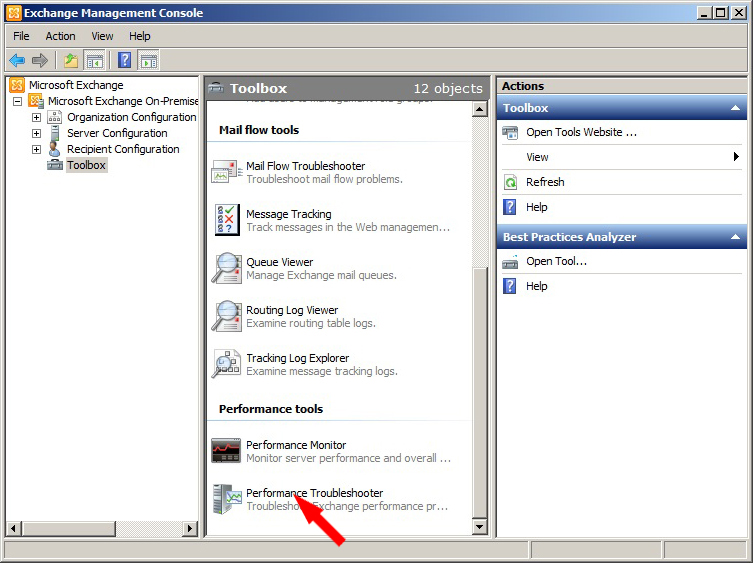 Exchange Management Console
File Action View Help
Microsoft Exchange
Microsoft Exchange On-Premise
Organization Configuration
Server Configuration
Recipient Configuration
Toolbox
Toolbox 12 objects
Mail flow tools
Mail Flow Troubleshooter
Troubleshoot mail flow problems.
Message Tracking
Track messages in the Web managemen...
Queue Viewer
Manage Exchange mail queues.
Routing Log Viewer
Examine routing table logs.
Tracking Log Explorer
Examine message tracking logs.
Performance tools
Performance Monitor
Monitor server performance and overall ...
Performance Troubleshooter
Troubleshoot Exchange performance pr...
Actions
Toolbox
Open Tools Website ...
View
Refresh
Help
Best Practices Analyzer
Open Tool...
Help